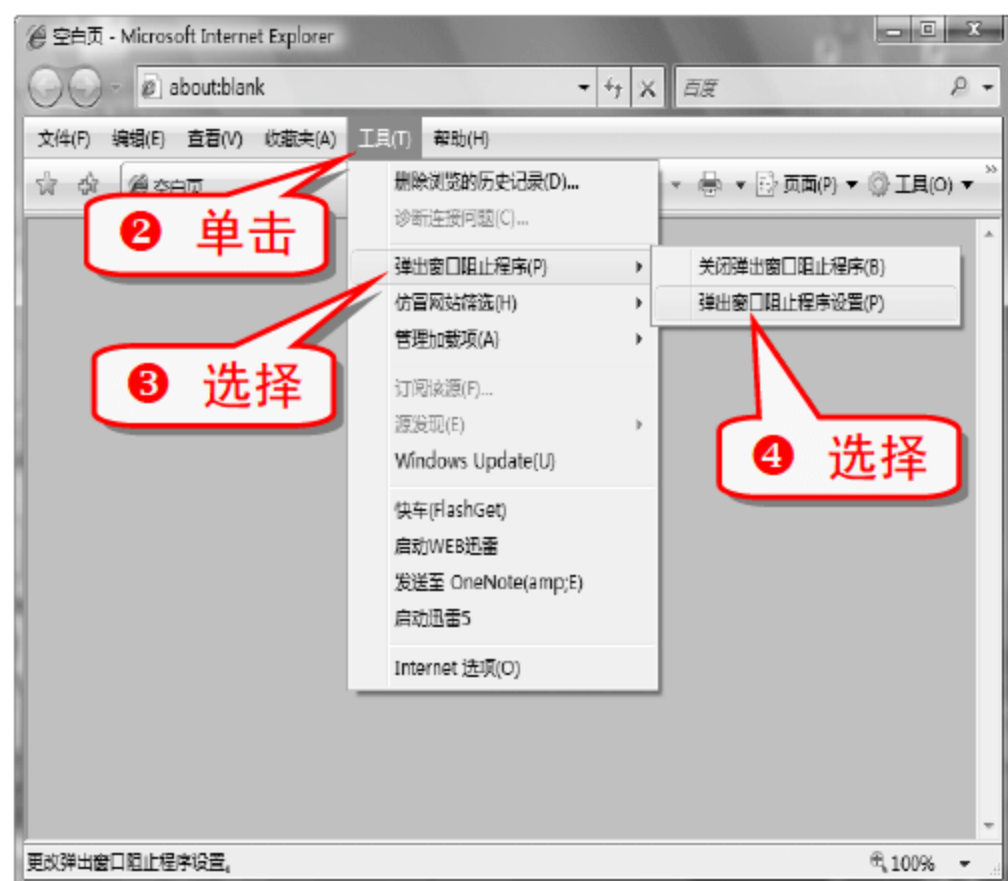 空白页 - Microsoft Internet Explorer
about:blank
百度
文件(F) 编辑(E) 查看(V) 收藏夹(A) 工具(T) 帮助(H)
空白页
页面(P) 工具(O)
❷ 单击
删除浏览的历史记录(D)...
诊断连接问题(C)...
弹出窗口阻止程序(P)
关闭弹出窗口阻止程序(B)
仿冒网站筛选(H)
弹出窗口阻止程序设置(P)
管理加载项(A)
❸ 选择
订阅该源(F)...
源发现(E)
❹ 选择
Windows Update(U)
快车(FlashGet)
启动WEB迅雷
发送至 OneNote(amp;E)
启动迅雷5
Internet 选项(O)
更改弹出窗口阻止程序设置。
100%